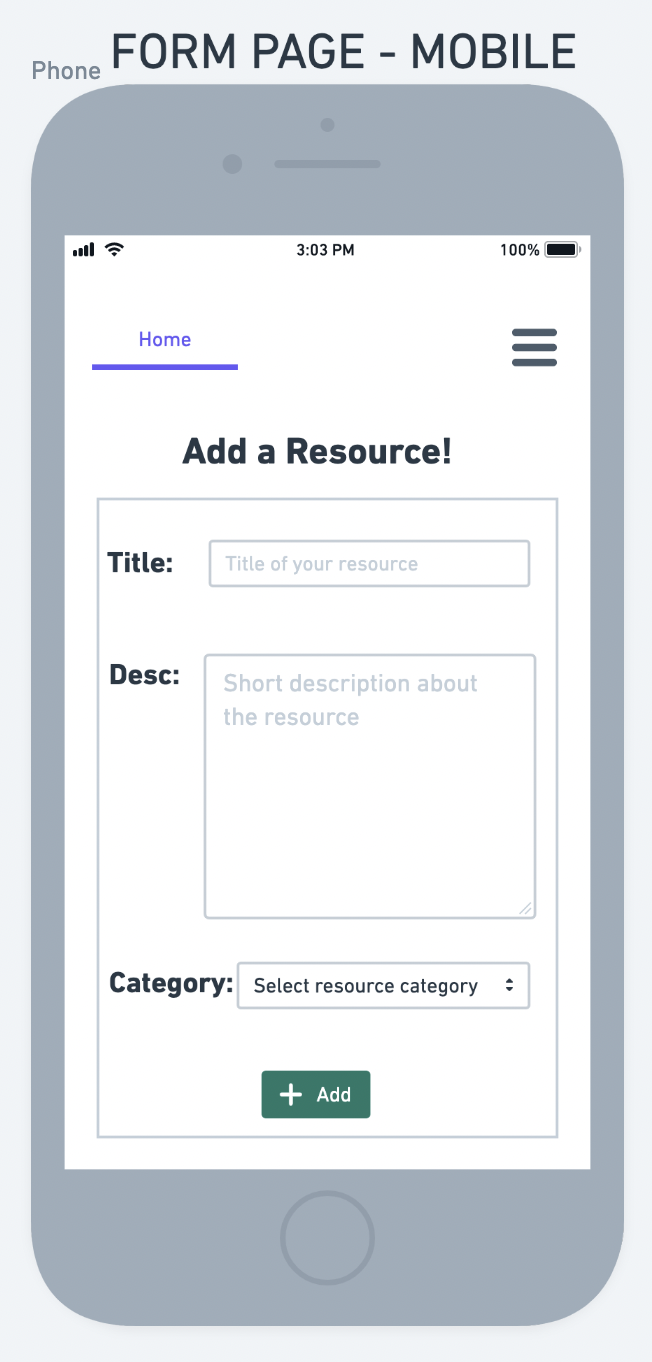 FORM PAGE - MOBILE
Phone
3:03 PM
100%
Home
Add a Resource!
Title:
Title of your resource
Desc:
Short description about
the resource
Category:
Select resource category
Add